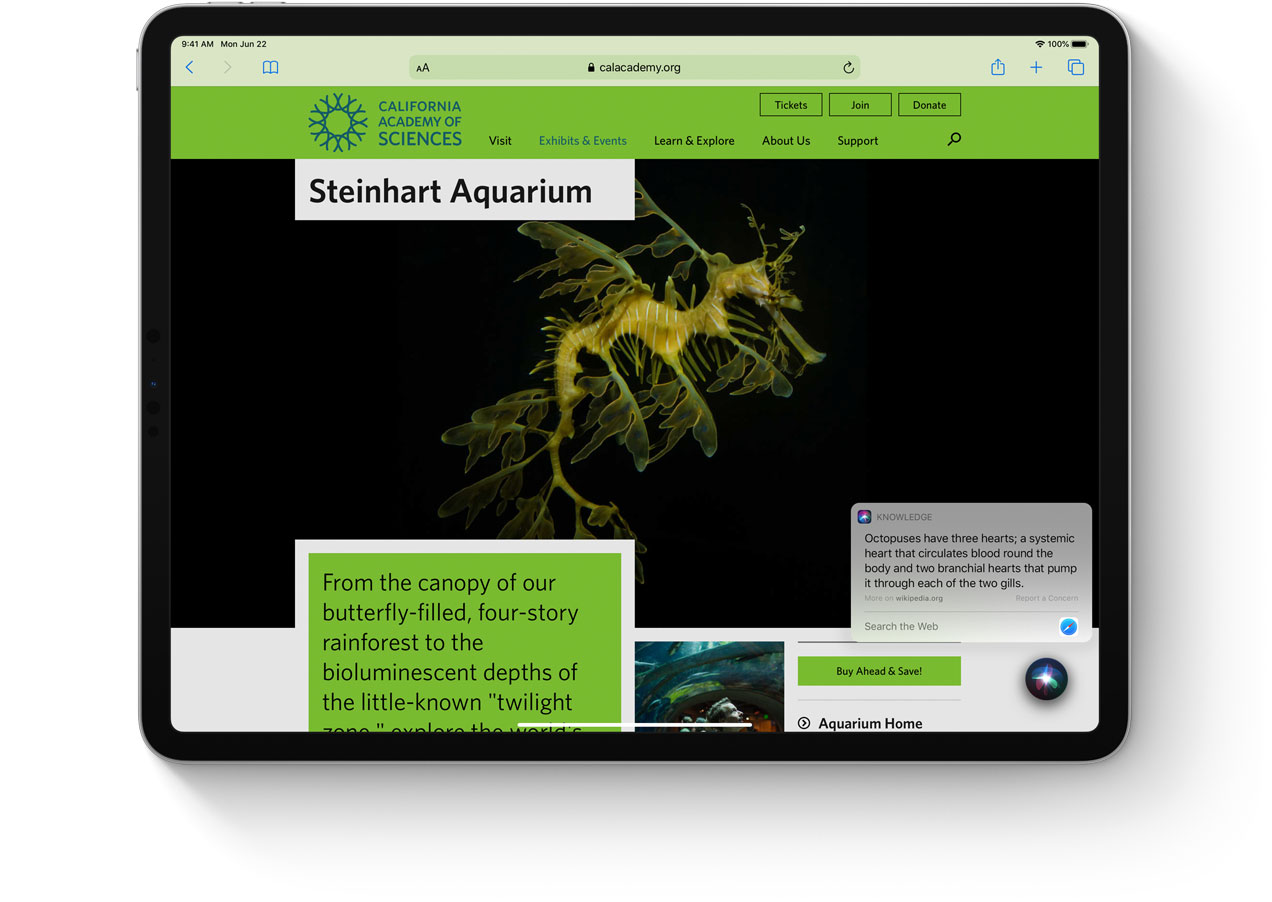 9:41 AM Mon Jun 22
100%
AA
calacademy.org
CALIFORNIA
ACADEMY OF
SCIENCES
Tickets
Join
Donate
Visit
Exhibits & Events
Learn & Explore
About Us
Support
Steinhart Aquarium
KNOWLEDGE
Octopuses have three hearts; a systemic
heart that circulates blood round the
body and two branchial hearts that pump
it through each of the two gills.
More on wikipedia.org
Report a Concern
Search the Web
From the canopy of our
butterfly-filled, four-story
rainforest to the
bioluminescent depths of
the little-known "twilight
zone," explore the world's
Buy Ahead & Save!
Aquarium Home